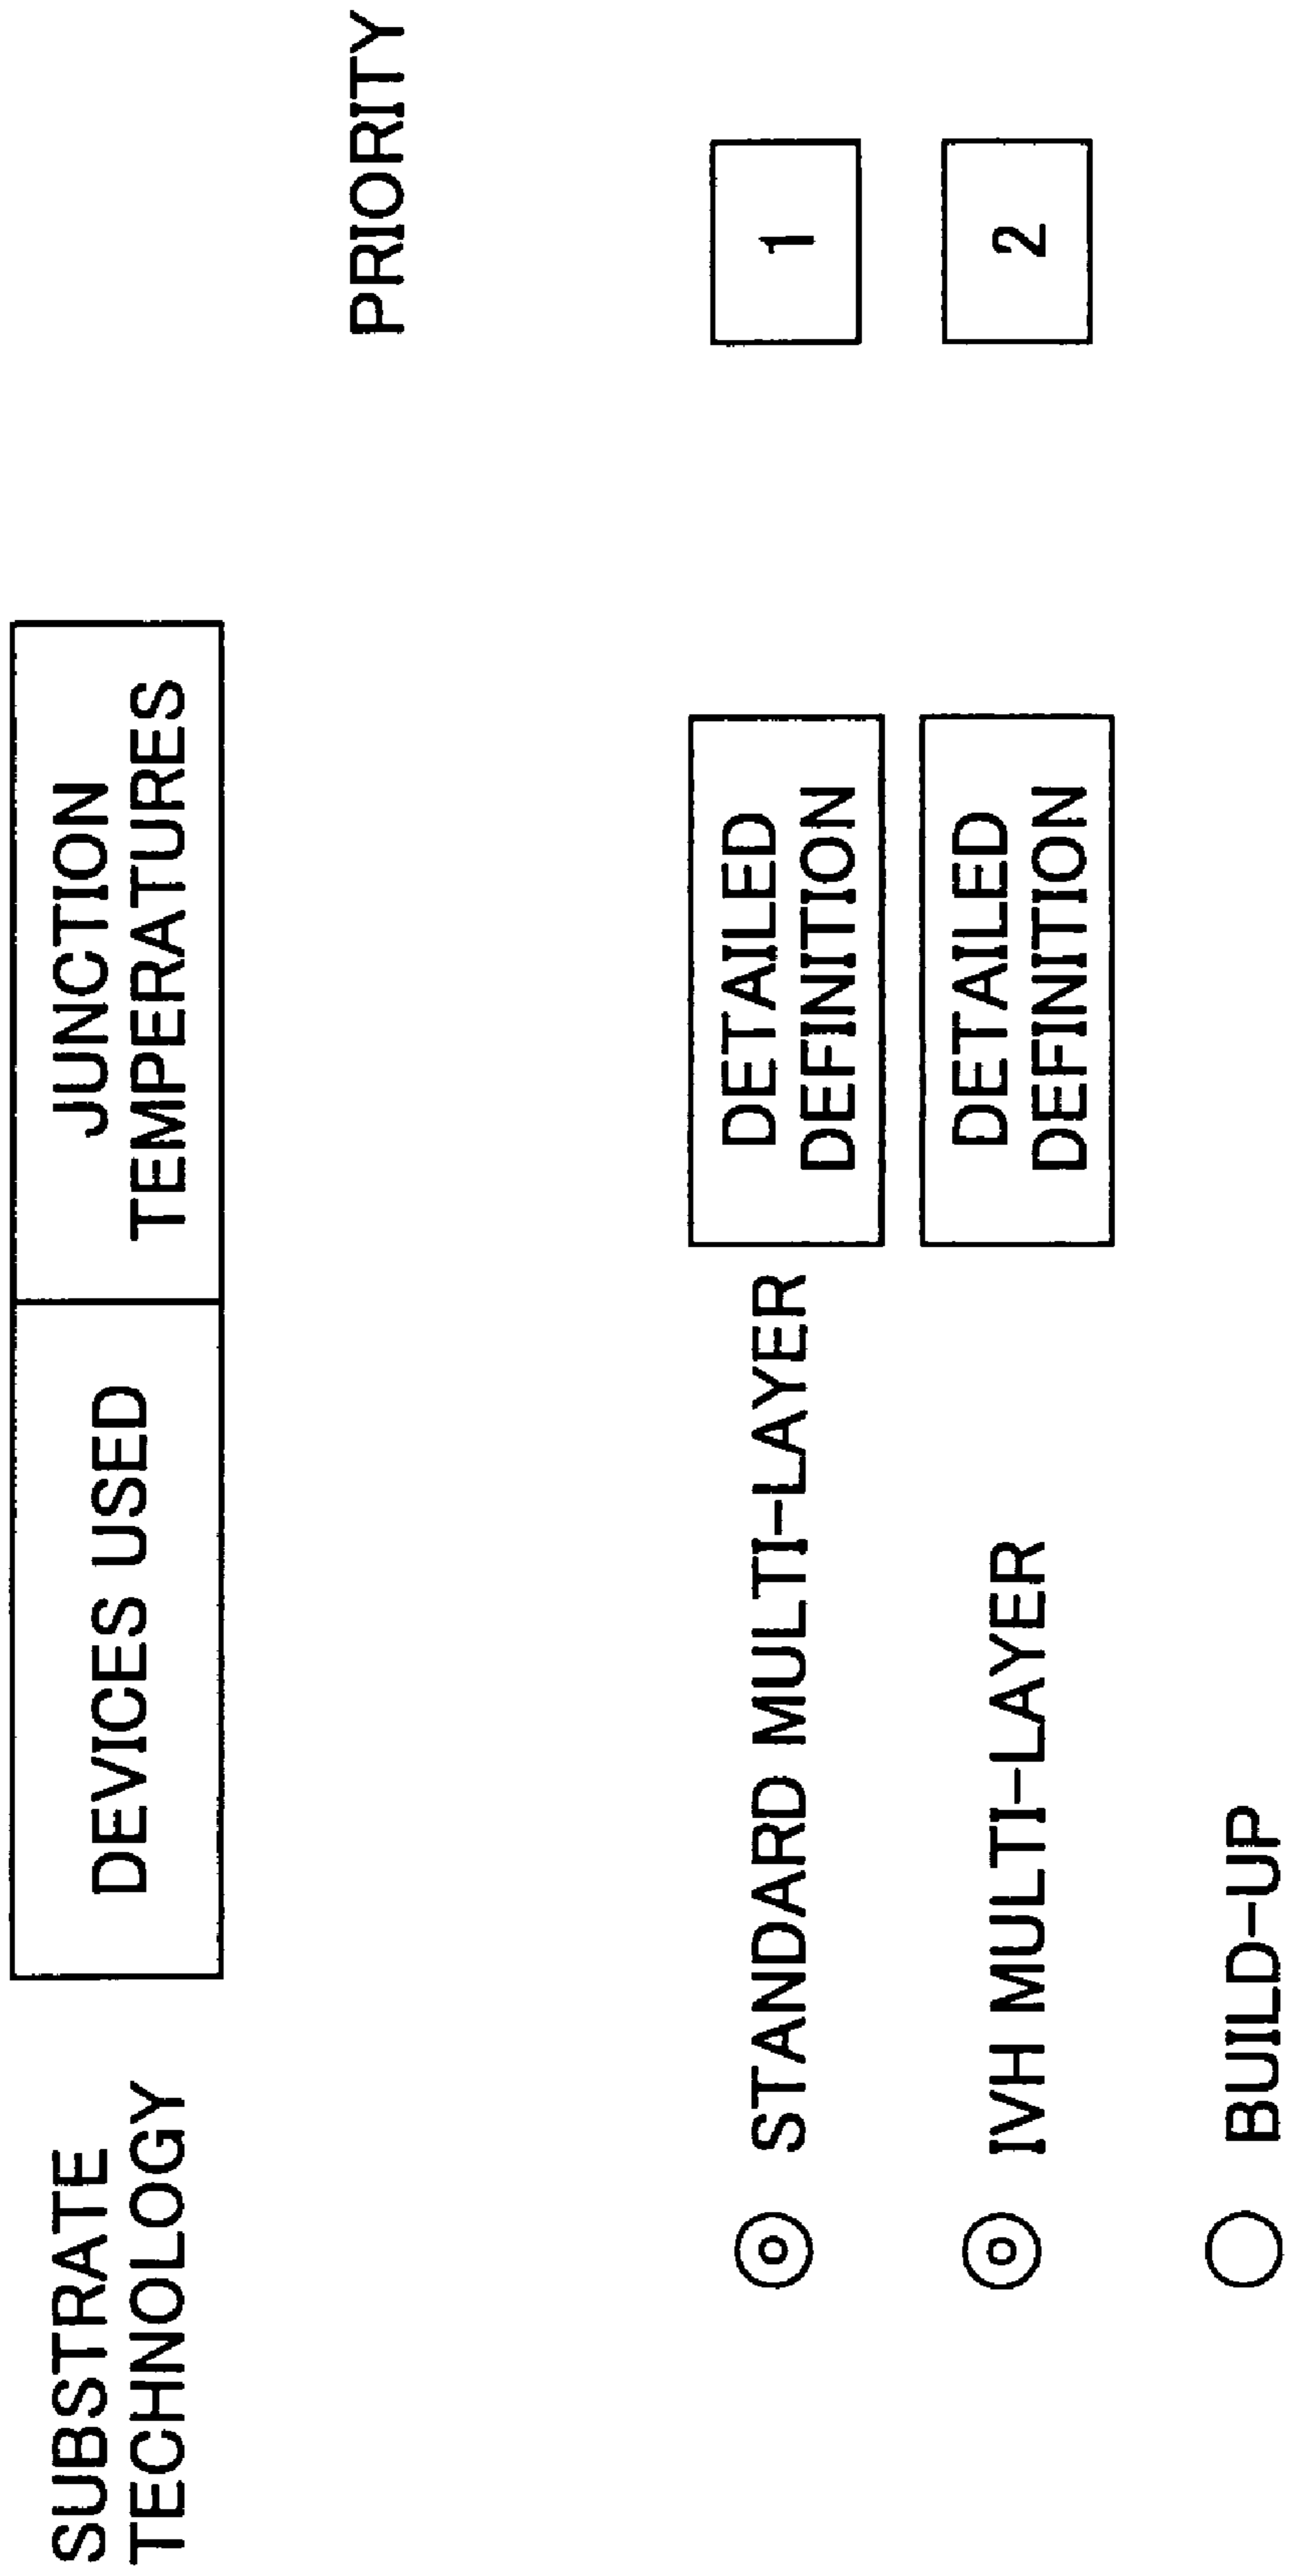 SUBSTRATE
TECHNOLOGY
DEVICES USED
JUNCTION
TEMPERATURES
PRIORITY
STANDARD MULTI-LAYER
DETAILED
DEFINITION
1
IVH MULTI-LAYER
DETAILED
DEFINITION
2
BUILD-UP